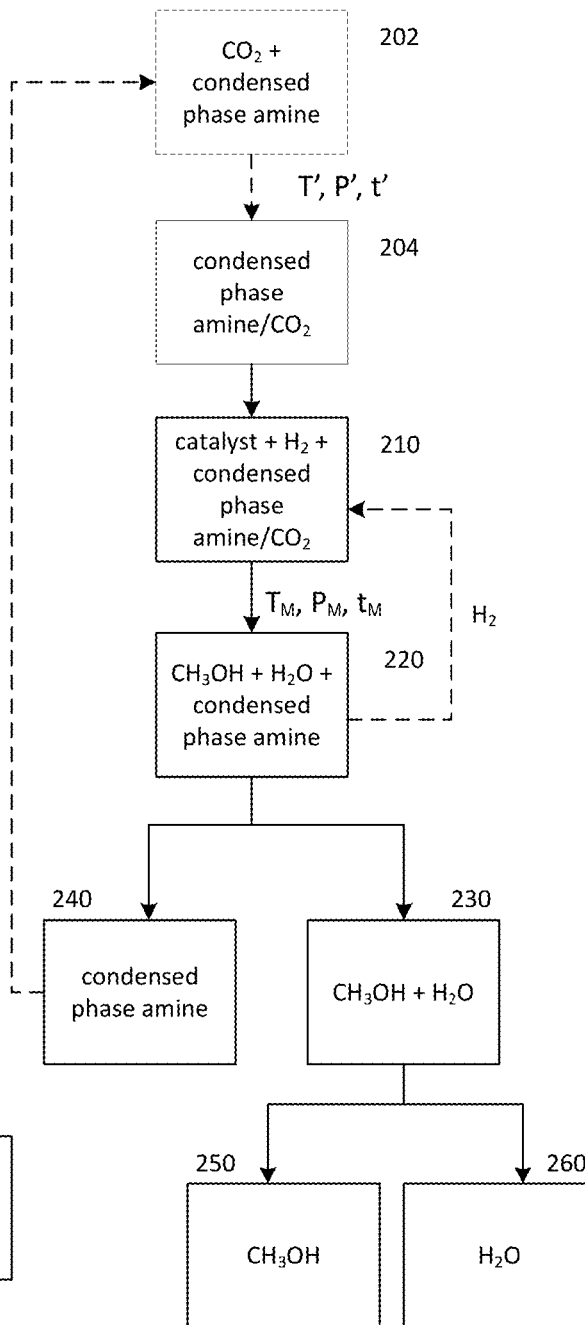 202
CO₂ +
condensed
phase amine
T', P', t'
204
condensed
phase
amine/CO₂
210
catalyst + H₂ +
condensed
phase
amine/CO₂
T_M, P_M, t_M
H₂
220
CH₃OH + H₂O +
condensed
phase amine
240
condensed
phase amine
230
CH₃OH + H₂O
250
CH₃OH
260
H₂O